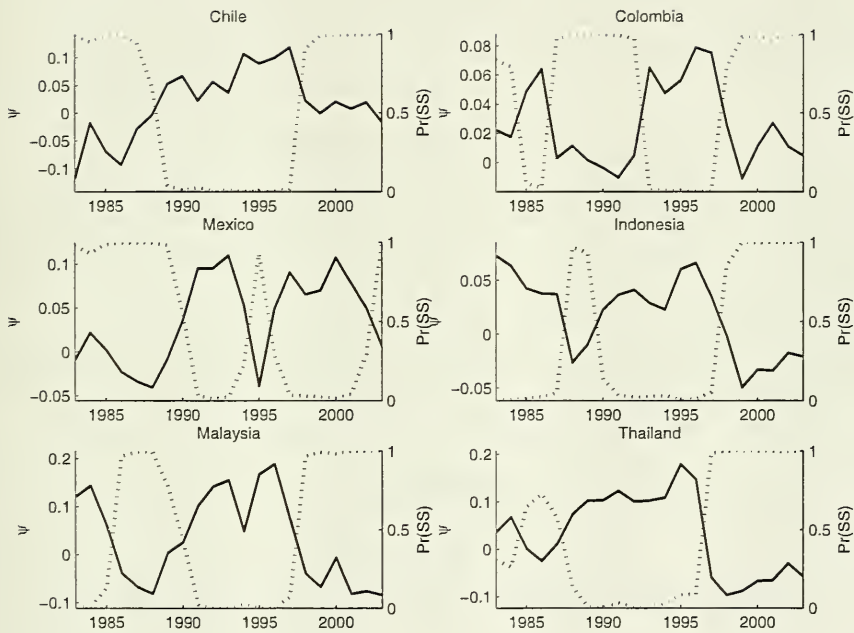 Chile
0.1
0.05
0
-0.05
-0.1
ψ
1
0.5
0
Pr(SS)
1985 1990 1995 2000
Colombia
0.08
0.06
0.04
0.02
0
ψ
1
0.5
0
Pr(SS)
1985 1990 1995 2000
Mexico
0.1
0.05
0
-0.05
ψ
1
0.5
0
Pr(SS)
1985 1990 1995 2000
Indonesia
0.05
0
-0.05
ψ
1
0.5
0
Pr(SS)
1985 1990 1995 2000
Malaysia
0.2
0.1
0
-0.1
ψ
1
0.5
0
Pr(SS)
1985 1990 1995 2000
Thailand
0.2
0.1
0
-0.1
ψ
1
0.5
0
Pr(SS)
1985 1990 1995 2000